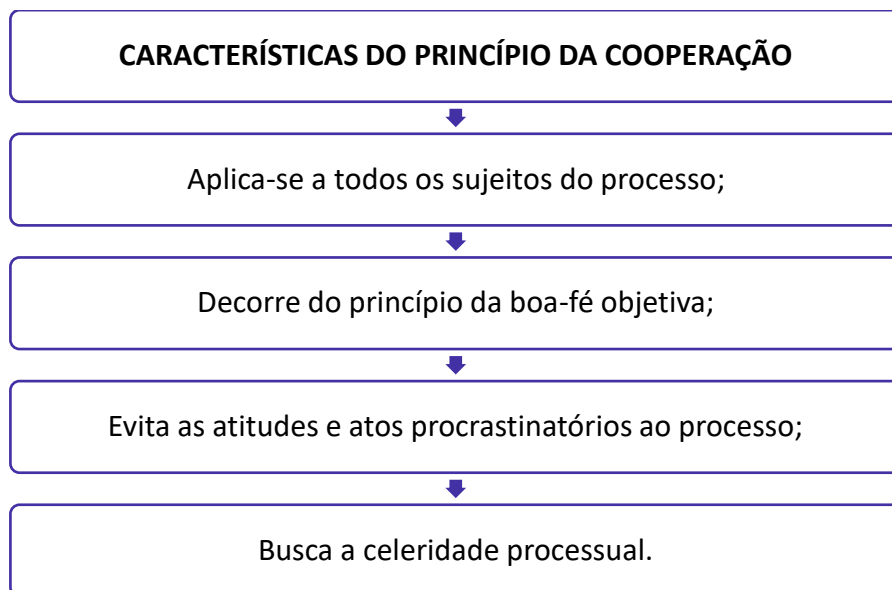 CARACTERÍSTICAS DO PRINCÍPIO DA COOPERAÇÃO
Aplica-se a todos os sujeitos do processo;
Decorre do princípio da boa-fé objetiva;
Evita as atitudes e atos procrastinatórios ao processo;
Busca a celeridade processual.